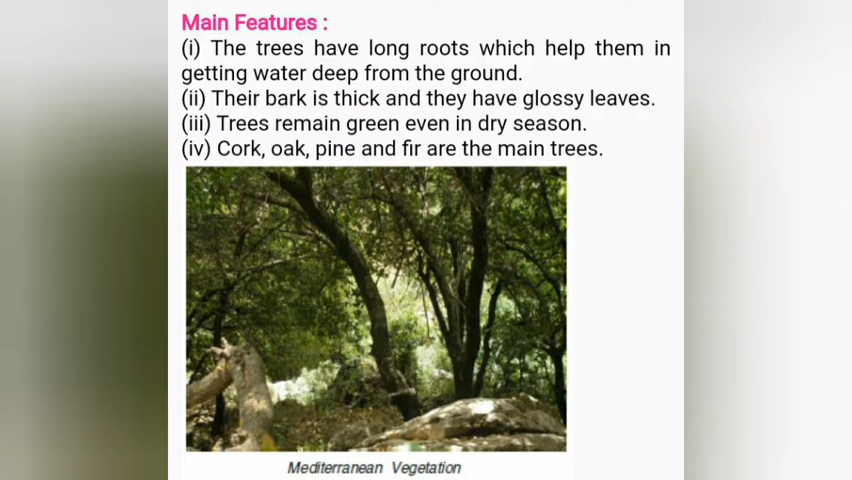 Main Features :
(i) The trees have long roots which help them in
getting water deep from the ground.
(ii) Their bark is thick and they have glossy leaves.
(iii) Trees remain green even in dry season.
(iv) Cork, oak, pine and fir are the main trees.
Mediterranean Vegetation